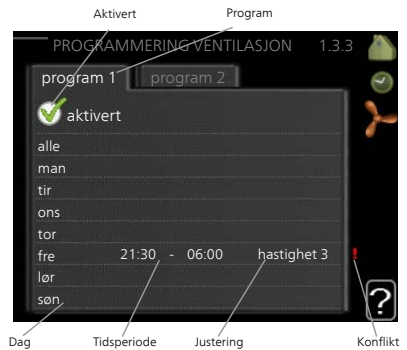 Aktivert Program
PROGRAMMERING VENTILASJON 1.3.3
program 1 program 2
aktivert
alle
man
tir
ons
tor
fre 21:30 - 06:00 hastighet 3 !
lør
søn
?
Dag Tidsperiode Justering Konflikt